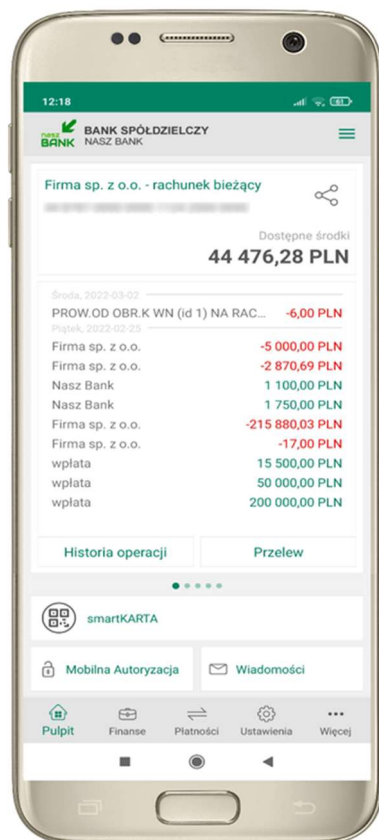 12:18
61
nasz BANK
BANK SPÓŁDZIELCZY
NASZ BANK
Firma sp. z o.o. - rachunek bieżący
Dostępne środki
44 476,28 PLN
Środa, 2022-03-02
PROW.OD OBR.K WN (id 1) NA RAC... -6,00 PLN
Piątek, 2022-02-25
Firma sp. z o.o. -5 000,00 PLN
Firma sp. z o.o. -2 870,69 PLN
Nasz Bank 1 100,00 PLN
Nasz Bank 1 750,00 PLN
Firma sp. z o.o. -215 880,03 PLN
Firma sp. z o.o. -17,00 PLN
wpłata 15 500,00 PLN
wpłata 50 000,00 PLN
wpłata 200 000,00 PLN
Historia operacji Przelew
smartKARTA
Mobilna Autoryzacja Wiadomości
Pulpit Finanse Płatności Ustawienia Więcej